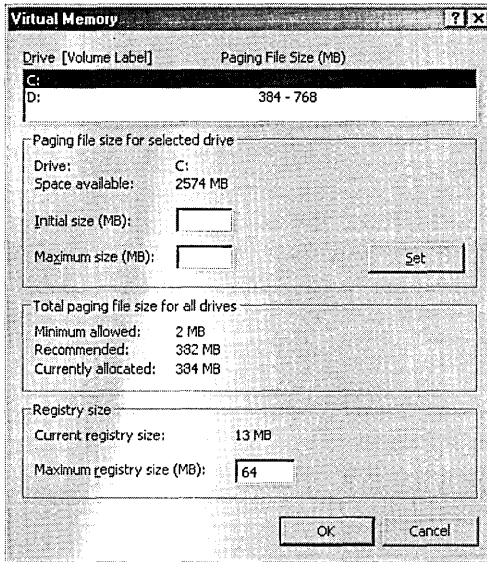 Virtual Memory ? ×
Drive [Volume Label] Paging File Size (MB)
C:
D: 384 - 768
Paging file size for selected drive
Drive: C:
Space available: 2574 MB
Initial size (MB):
Maximum size (MB): Set
Total paging file size for all drives
Minimum allowed: 2 MB
Recommended: 382 MB
Currently allocated: 384 MB
Registry size
Current registry size: 13 MB
Maximum registry size (MB): 64
OK Cancel